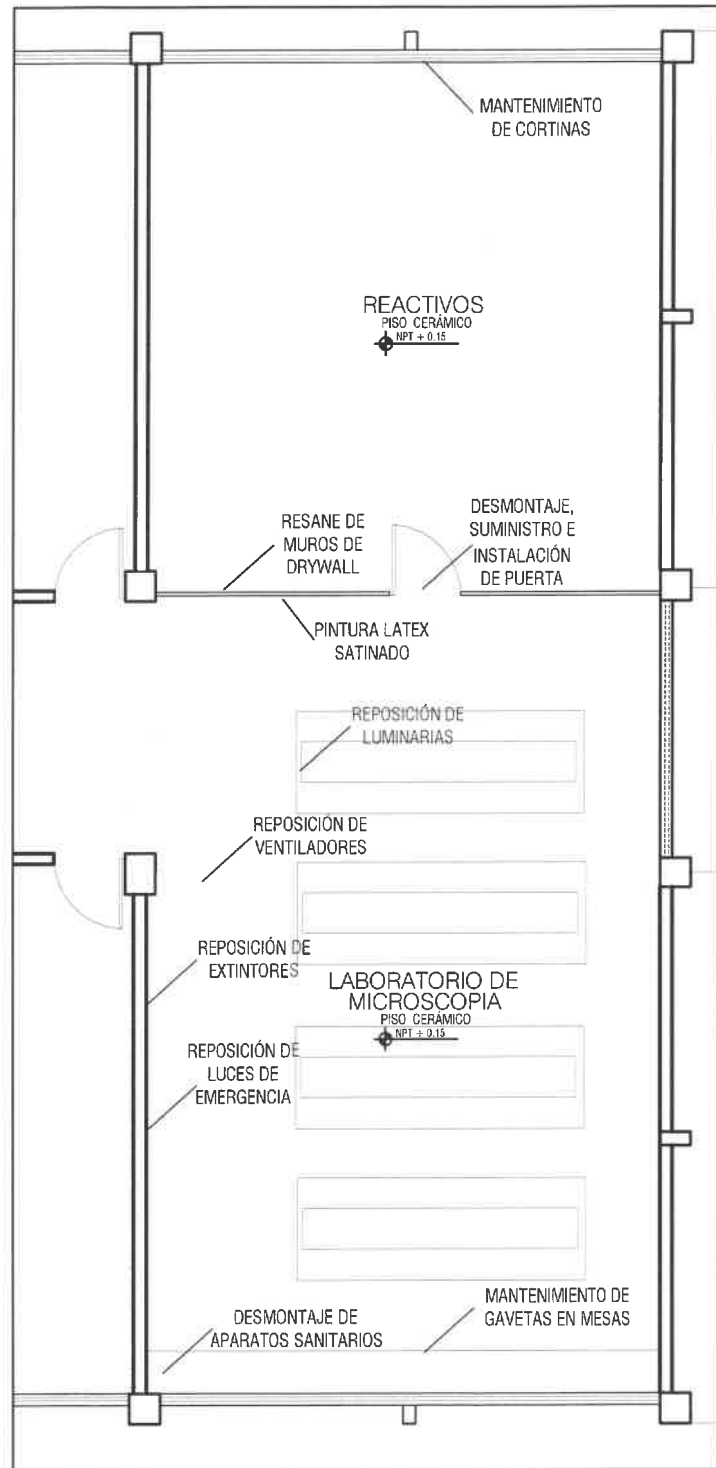 MANTENIMIENTO
DE CORTINAS
REACTIVOS
PISO CERÁMICO
NPT + 0.15
RESANE DE
MUROS DE
DRYWALL
DESMONTAJE,
SUMINISTRO E
INSTALACIÓN
DE PUERTA
PINTURA LATEX
SATINADO
REPOSICIÓN DE
LUMINARIAS
REPOSICIÓN DE
VENTILADORES
REPOSICIÓN DE
EXTINTORES
LABORATORIO DE
MICROSCOPIA
PISO CERÁMICO
NPT + 0.15
REPOSICIÓN DE
LUCES DE
EMERGENCIA
MANTENIMIENTO DE
GAVETAS EN MESAS
DESMONTAJE DE
APARATOS SANITARIOS